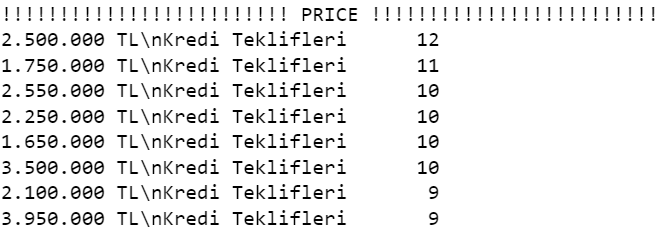 !!!!!!!!!!!!!!!!!!!!!!!!! PRICE !!!!!!!!!!!!!!!!!!!!!!!!!
2.500.000 TL\nKredi Teklifleri      12
1.750.000 TL\nKredi Teklifleri      11
2.550.000 TL\nKredi Teklifleri      10
2.250.000 TL\nKredi Teklifleri      10
1.650.000 TL\nKredi Teklifleri      10
3.500.000 TL\nKredi Teklifleri      10
2.100.000 TL\nKredi Teklifleri       9
3.950.000 TL\nKredi Teklifleri       9